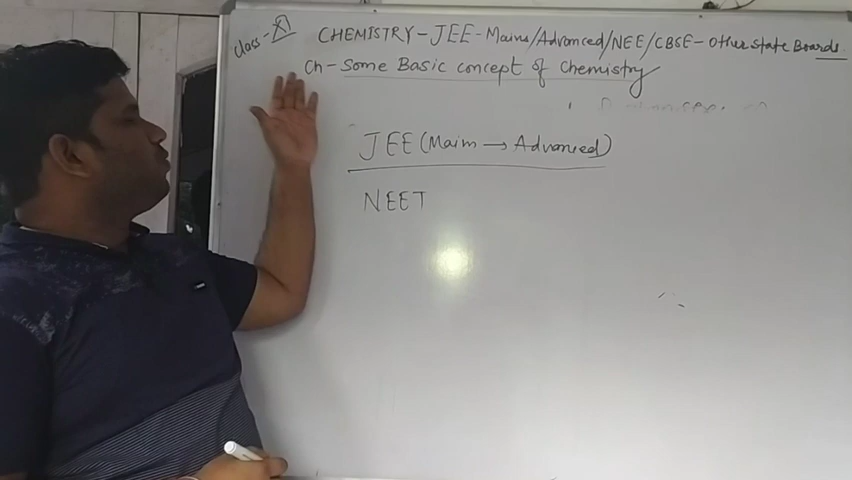 Class - XI
CHEMISTRY - JEE - Mains/Advanced/NEE/CBSE - Other State Boards.
Ch - Some Basic concept of Chemistry
JEE (Main → Advanced)
NEET